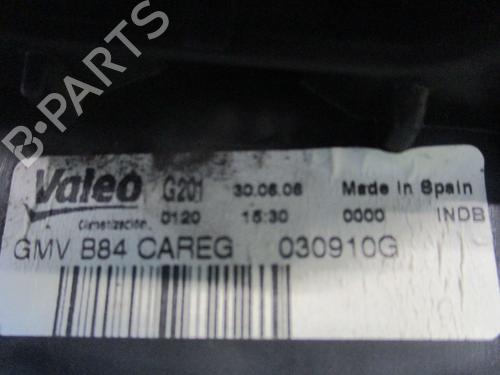 B-PARTS
Valeo G201 30.06.06 Made in Spain
Climatización 0120 15:30 0000 INDB
GMV B84 CAREG 030910G